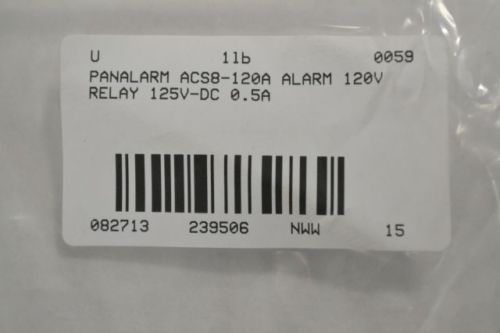 U 1lb 0059
PANALARM ACS8-120A ALARM 120V
RELAY 125V-DC 0.5A
082713 239506 NWW 15